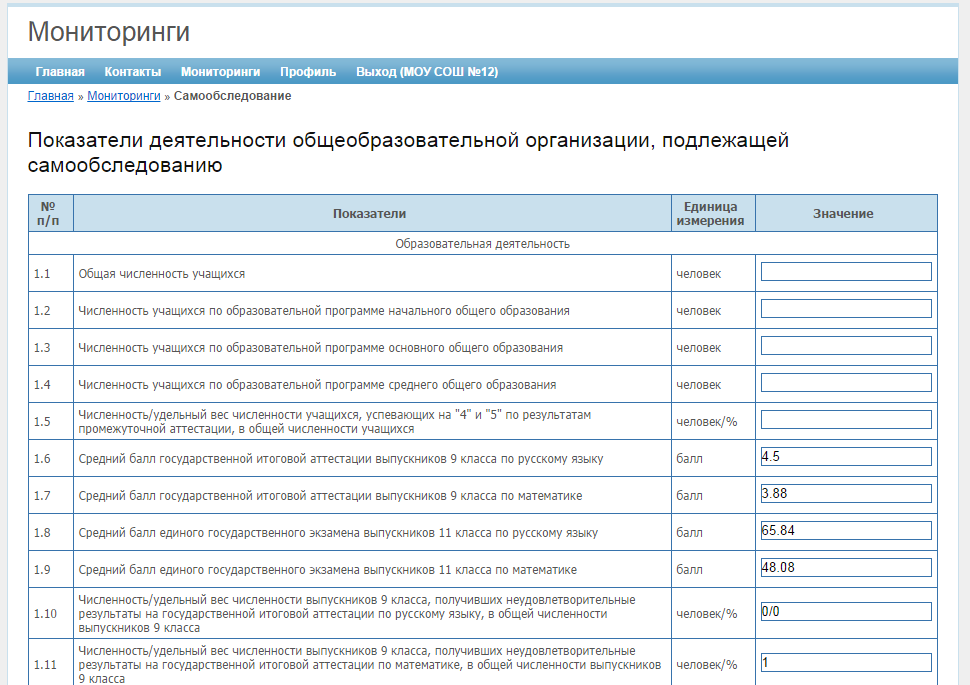 Мониторинги
Главная Контакты Мониторинги Профиль Выход (МОУ СОШ №12)
Главная » Мониторинги » Самообследование
Показатели деятельности общеобразовательной организации, подлежащей
самообследованию
№
п/п
Показатели
Единица
измерения
Значение
Образовательная деятельность
1.1
Общая численность учащихся
человек
1.2
Численность учащихся по образовательной программе начального общего образования
человек
1.3
Численность учащихся по образовательной программе основного общего образования
человек
1.4
Численность учащихся по образовательной программе среднего общего образования
человек
1.5
Численность/удельный вес численности учащихся, успевающих на "4" и "5" по результатам
промежуточной аттестации, в общей численности учащихся
человек/%
1.6
Средний балл государственной итоговой аттестации выпускников 9 класса по русскому языку
балл
4.5
1.7
Средний балл государственной итоговой аттестации выпускников 9 класса по математике
балл
3.88
1.8
Средний балл единого государственного экзамена выпускников 11 класса по русскому языку
балл
65.84
1.9
Средний балл единого государственного экзамена выпускников 11 класса по математике
балл
48.08
1.10
Численность/удельный вес численности выпускников 9 класса, получивших неудовлетворительные
результаты на государственной итоговой аттестации по русскому языку, в общей численности
выпускников 9 класса
человек/%
0/0
1.11
Численность/удельный вес численности выпускников 9 класса, получивших неудовлетворительные
результаты на государственной итоговой аттестации по математике, в общей численности выпускников
9 класса
человек/%
1